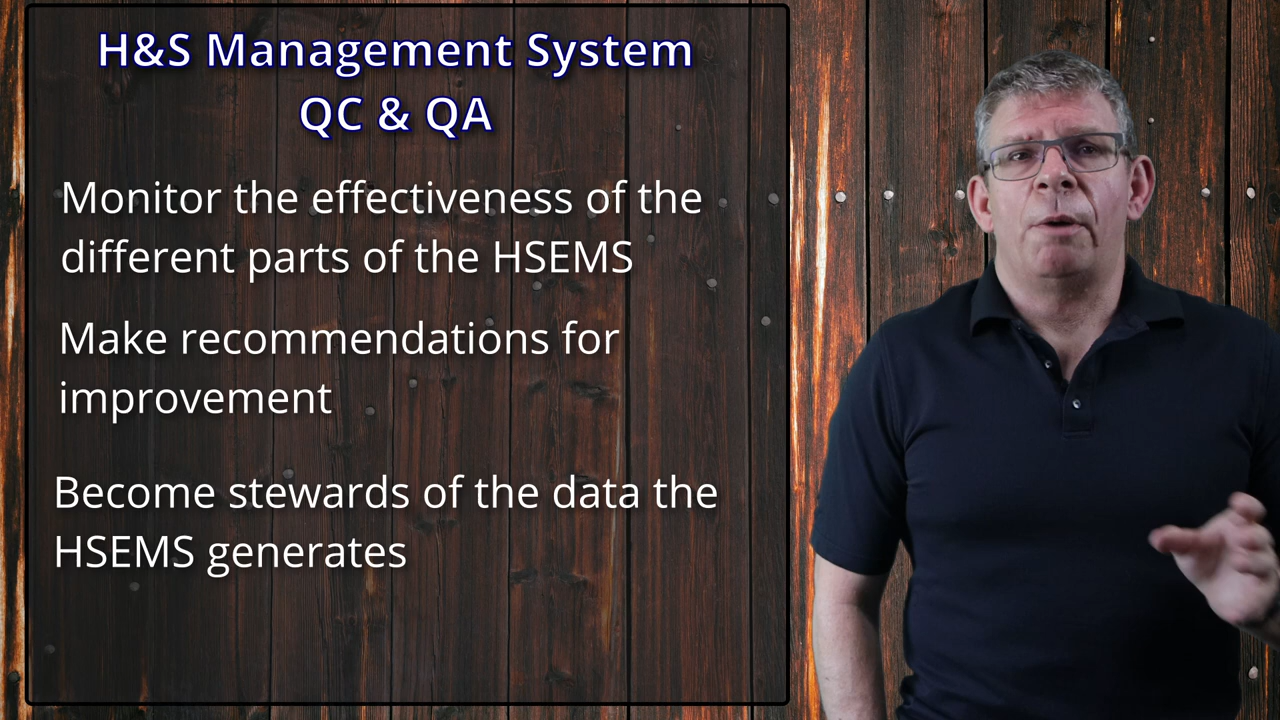 H&S Management System
QC & QA
Monitor the effectiveness of the
different parts of the HSEMS
Make recommendations for
improvement
Become stewards of the data the
HSEMS generates